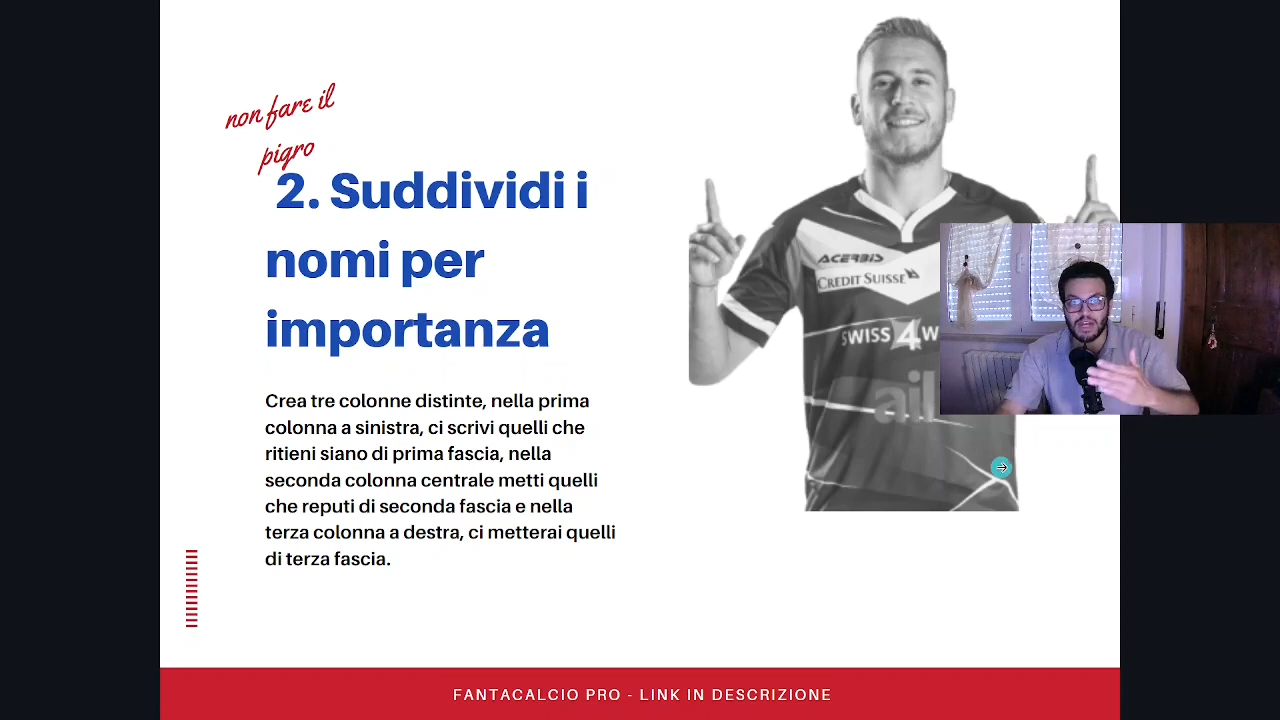 non fare il
pigro
2. Suddividi i
nomi per
importanza
Crea tre colonne distinte, nella prima
colonna a sinistra, ci scrivi quelli che
ritieni siano di prima fascia, nella
seconda colonna centrale metti quelli
che reputi di seconda fascia e nella
terza colonna a destra, ci metterai quelli
di terza fascia.
ACERBIS
CREDIT SUISSE
SWISS4W
ail
FANTACALCIO PRO - LINK IN DESCRIZIONE